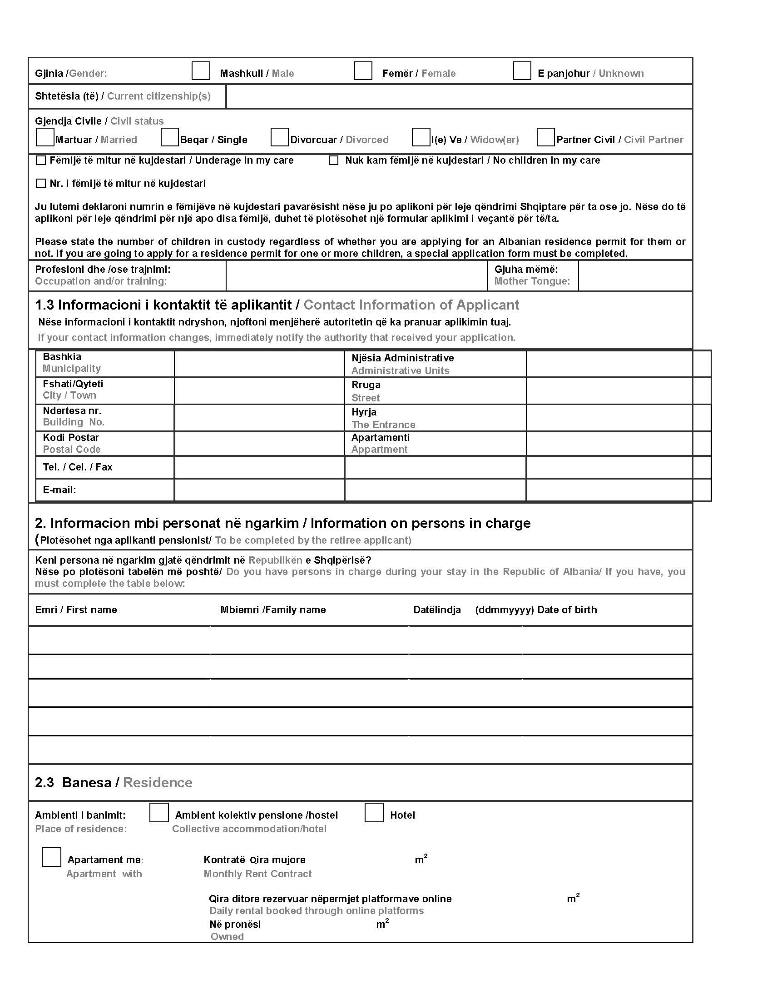 Gjinia /Gender: Mashkull / Male Femër / Female E panjohur / Unknown
Shtetësia (të) / Current citizenship(s)
Gjendja Civile / Civil status
Martuar / Married Beqar / Single Divorcuar / Divorced I(e) Ve / Widow(er) Partner Civil / Civil Partner
Fëmijë të mitur në kujdestari / Underage in my care Nuk kam fëmijë në kujdestari / No children in my care
Nr. i fëmijë të mitur në kujdestari
Ju lutemi deklaroni numrin e fëmijëve në kujdestari pavarësisht nëse ju po aplikoni për leje qëndrimi Shqiptare për ta ose jo. Nëse do të
aplikoni për leje qëndrimi për një apo disa fëmijë, duhet të plotësohet një formular aplikimi i veçantë për të/ta.
Please state the number of children in custody regardless of whether you are applying for an Albanian residence permit for them or
not. If you are going to apply for a residence permit for one or more children, a special application form must be completed.
Profesioni dhe /ose trajnimi: Gjuha mëmë:
Occupation and/or training: Mother Tongue:
1.3 Informacioni i kontaktit të aplikantit / Contact Information of Applicant
Nëse informacioni i kontaktit ndryshon, njoftoni menjëherë autoritetin që ka pranuar aplikimin tuaj.
If your contact information changes, immediately notify the authority that received your application.
Bashkia Njësia Administrative
Municipality Administrative Units
Fshati/Qyteti Rruga
City / Town Street
Ndertesa nr. Hyrja
Building No. The Entrance
Kodi Postar Apartamenti
Postal Code Appartment
Tel. / Cel. / Fax
E-mail:
2. Informacion mbi personat në ngarkim / Information on persons in charge
(Plotësohet nga aplikanti pensionist/ To be completed by the retiree applicant)
Keni persona në ngarkim gjatë qëndrimit në Republikën e Shqipërisë?
Nëse po plotësoni tabelën më poshtë/ Do you have persons in charge during your stay in the Republic of Albania/ If you have, you
must complete the table below:
Emri / First name Mbiemri /Family name Datëlindja (ddmmyyyy) Date of birth
2.3 Banesa / Residence
Ambienti i banimit: Ambient kolektiv pensione /hostel Hotel
Place of residence: Collective accommodation/hotel
Apartament me: Kontratë Qira mujore m²
Apartment with Monthly Rent Contract
Qira ditore rezervuar nëpermjet platformave online m²
Daily rental booked through online platforms
Në pronësi m²
Owned